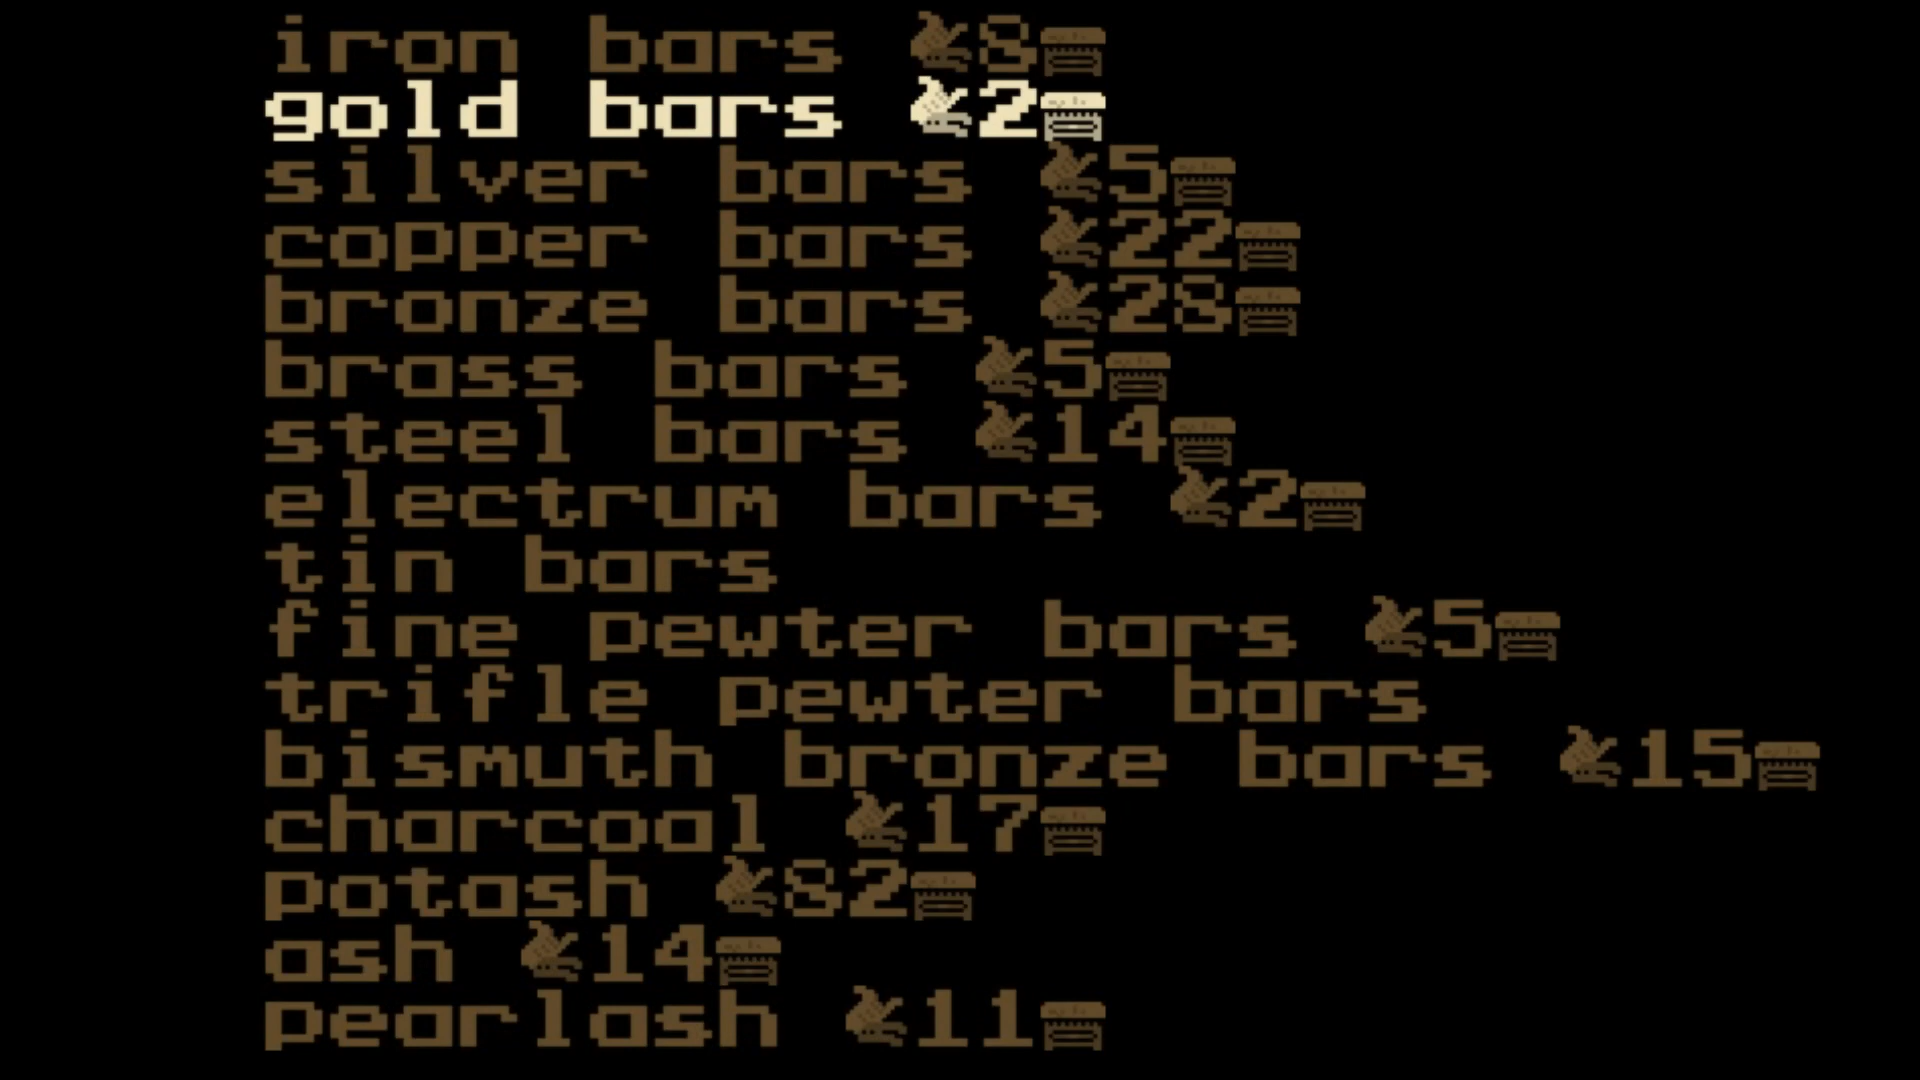 iron bars 8
gold bars 2
silver bars 5
copper bars 22
bronze bars 28
brass bars 5
steel bars 14
electrum bars 2
tin bars
fine pewter bars 5
trifle pewter bars
bismuth bronze bars 15
charcoal 17
potash 82
ash 14
pearlash 11